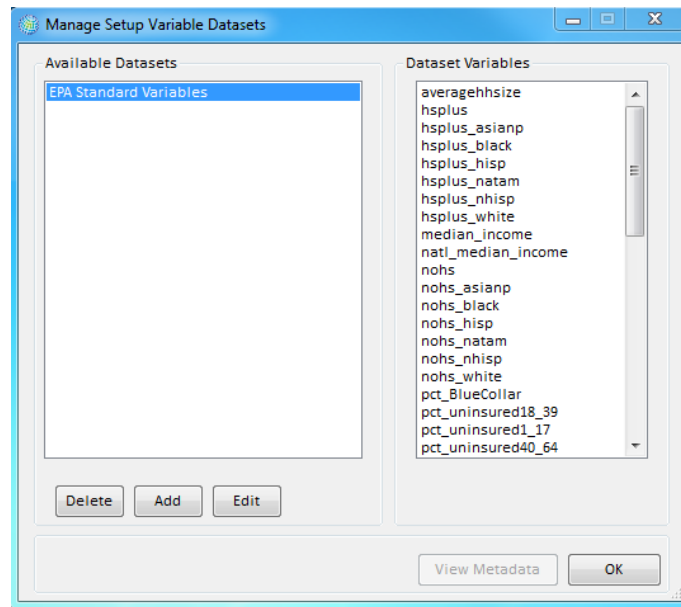 Manage Setup Variable Datasets
Available Datasets
EPA Standard Variables
Delete
Add
Edit
Dataset Variables
averagehhsize
hsplus
hsplus_asianp
hsplus_black
hsplus_hisp
hsplus_natam
hsplus_nhisp
hsplus_white
median_income
natl_median_income
nohs
nohs_asianp
nohs_black
nohs_hisp
nohs_natam
nohs_nhisp
nohs_white
pct_BlueCollar
pct_uninsured18_39
pct_uninsured1_17
pct_uninsured40_64
View Metadata
OK